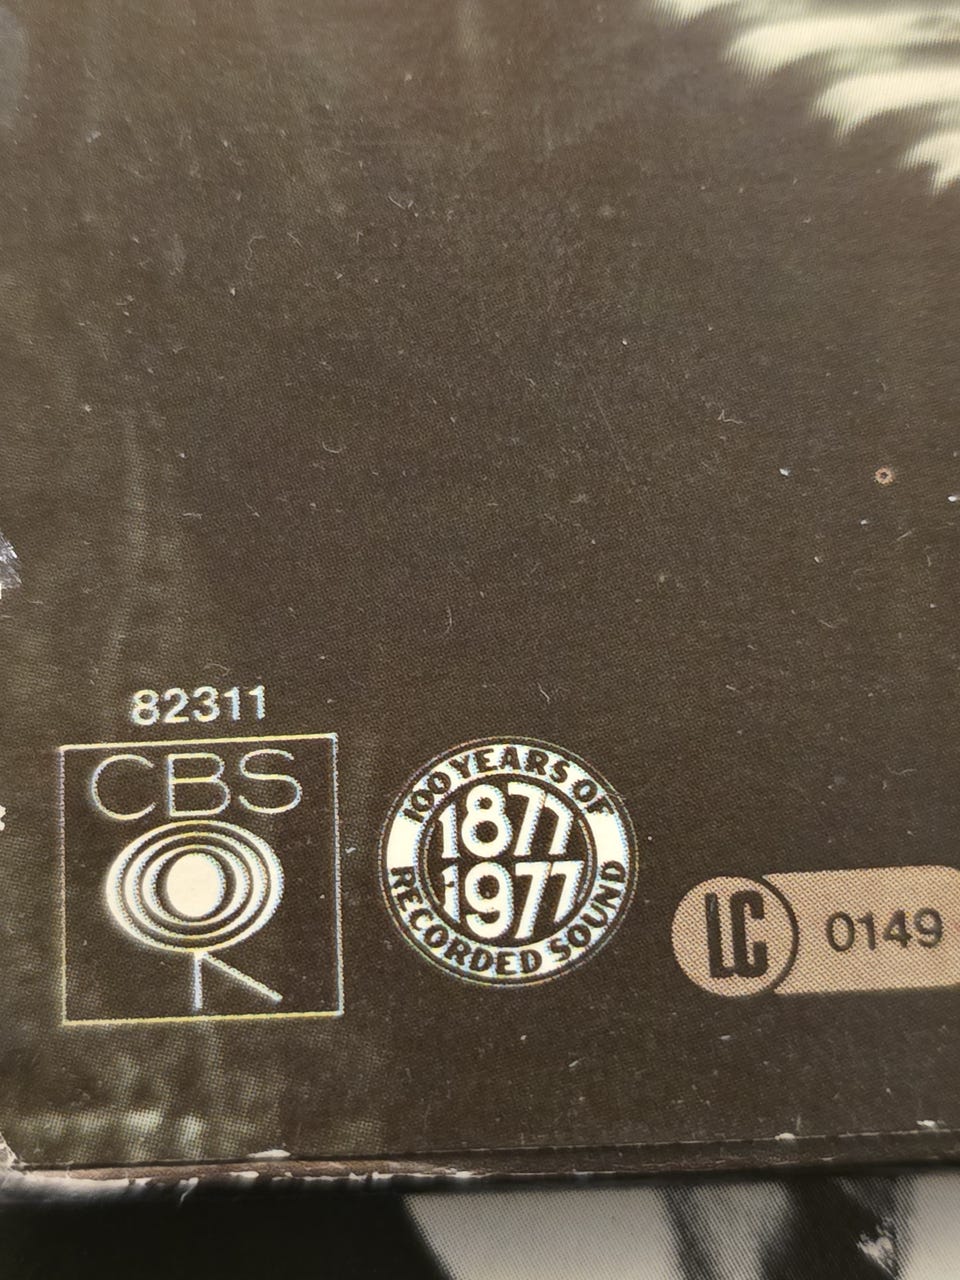 82311
CBS
100 YEARS OF
1877
1977
RECORDED SOUND
LC 0149